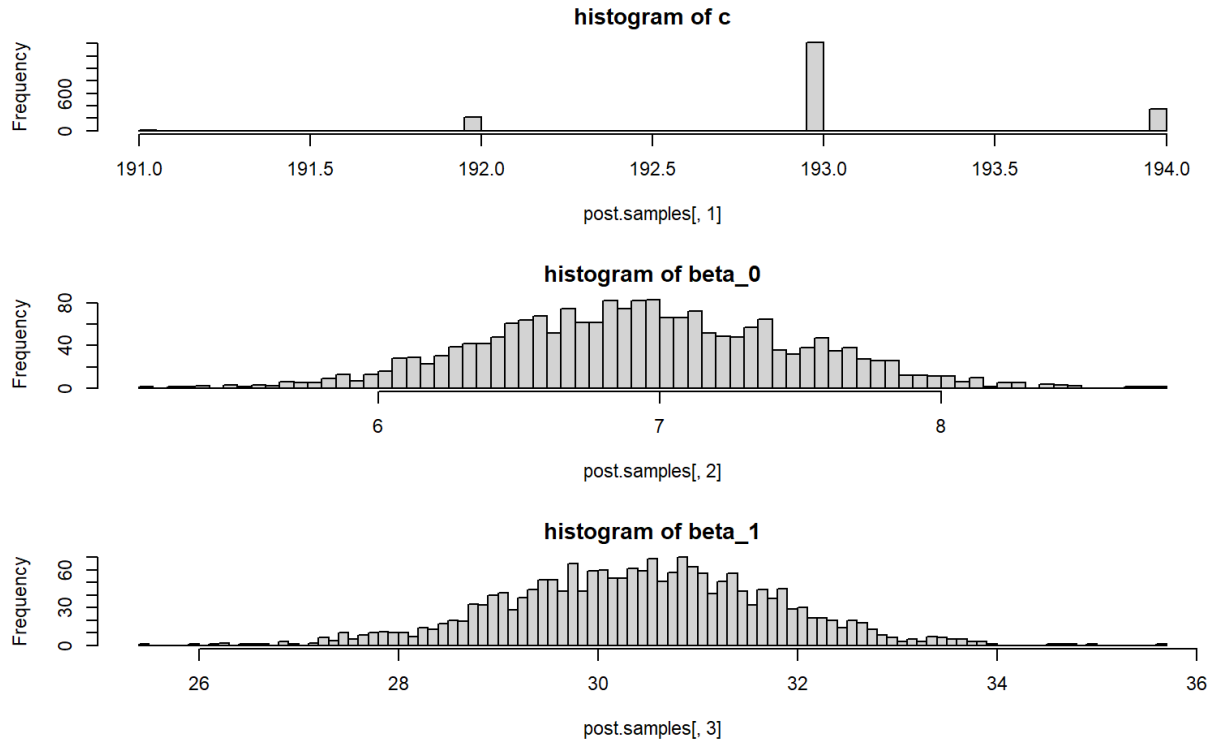 histogram of c
Frequency
600
0
191.0 191.5 192.0 192.5 193.0 193.5 194.0
post.samples[, 1]
histogram of beta_0
Frequency
80
40
0
6 7 8
post.samples[, 2]
histogram of beta_1
Frequency
60
30
0
26 28 30 32 34 36
post.samples[, 3]